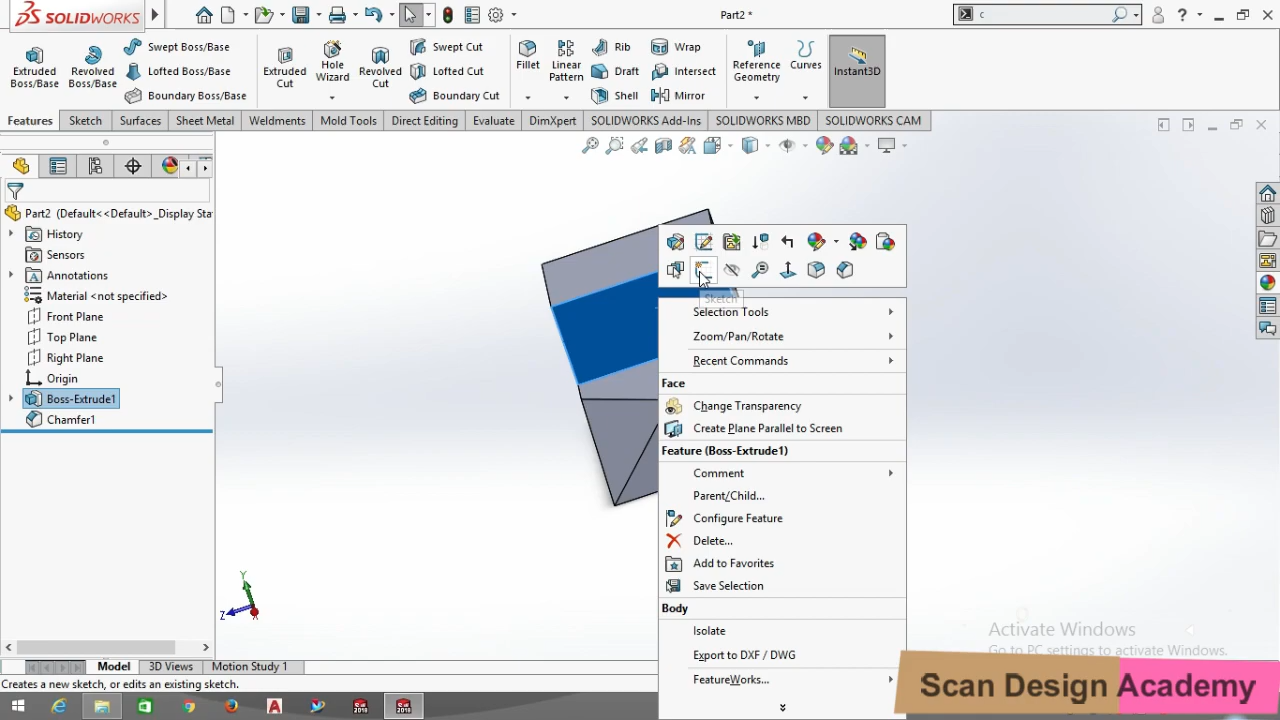 SOLIDWORKS
Part2 *
c
Extruded Boss/Base
Revolved Boss/Base
Swept Boss/Base
Lofted Boss/Base
Boundary Boss/Base
Extruded Cut
Hole Wizard
Revolved Cut
Swept Cut
Lofted Cut
Boundary Cut
Fillet
Linear Pattern
Rib
Draft
Shell
Wrap
Intersect
Mirror
Reference Geometry
Curves
Instant3D
Features Sketch Surfaces Sheet Metal Weldments Mold Tools Direct Editing Evaluate DimXpert SOLIDWORKS Add-Ins SOLIDWORKS MBD SOLIDWORKS CAM
Part2 (Default<<Default>_Display Sta
History
Sensors
Annotations
Material <not specified>
Front Plane
Top Plane
Right Plane
Origin
Boss-Extrude1
Chamfer1
Sketch
Selection Tools
Zoom/Pan/Rotate
Recent Commands
Face
Change Transparency
Create Plane Parallel to Screen
Feature (Boss-Extrude1)
Comment
Parent/Child...
Configure Feature
Delete...
Add to Favorites
Save Selection
Body
Isolate
Export to DXF / DWG
FeatureWorks...
Y
Z
X
Activate Windows
Go to PC settings to activate Windows.
Model 3D Views Motion Study 1
Creates a new sketch, or edits an existing sketch.
Scan Design Academy